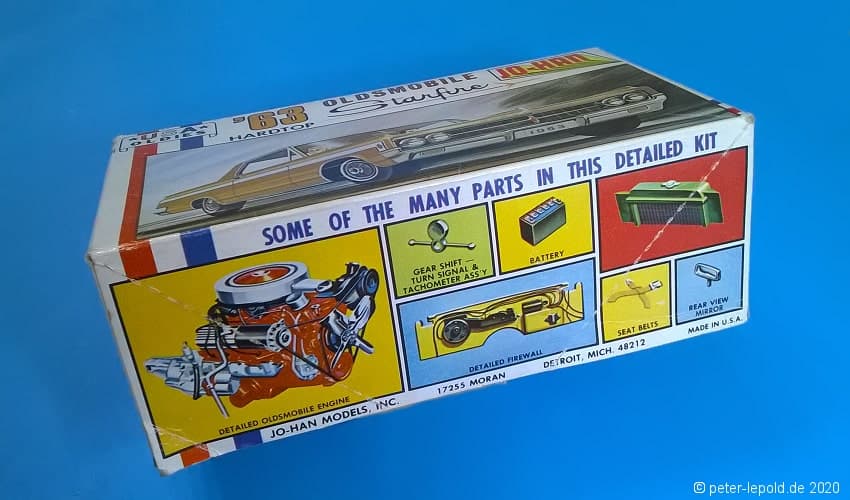 USA
OLDIES
'63 OLDSMOBILE
HARDTOP Starfire
JO-HAN
1963
SOME OF THE MANY PARTS IN THIS DETAILED KIT
GEAR SHIFT —
TURN SIGNAL &
TACHOMETER ASS'Y
BATTERY
DETAILED FIREWALL
SEAT BELTS
REAR VIEW
MIRROR
DETAILED OLDSMOBILE ENGINE
JO-HAN MODELS, INC. 17255 MORAN DETROIT, MICH. 48212 MADE IN U.S.A.
© peter-lepold.de 2020